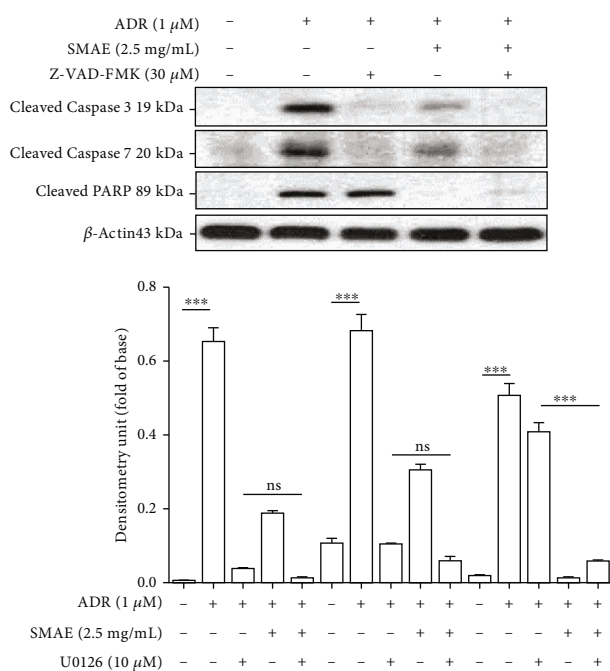 ADR (1 μM) – + + + +
SMAE (2.5 mg/mL) – – – + +
Z-VAD-FMK (30 μM) – – + – +
Cleaved Caspase 3 19 kDa
Cleaved Caspase 7 20 kDa
Cleaved PARP 89 kDa
β-Actin43 kDa
Densitometry unit (fold of base)
0.8
0.6
0.4
0.2
0.0
*** *** *** ***
ns ns
ADR (1 μM) – + + + + – + + + + – + + + +
SMAE (2.5 mg/mL) – – – + + – – – + + – – – + +
U0126 (10 μM) – – + – + – – + – + – – + – +